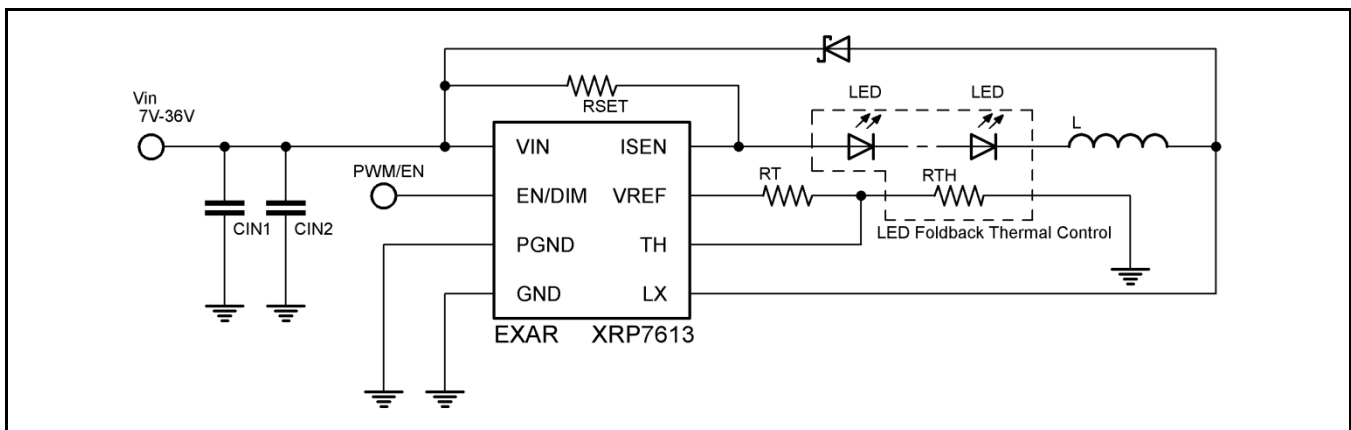 Vin
7V-36V
RSET
LED LED
L
VIN ISEN
PWM/EN
EN/DIM VREF
RT
RTH
CIN1
CIN2
PGND TH
LED Foldback Thermal Control
GND LX
EXAR XRP7613